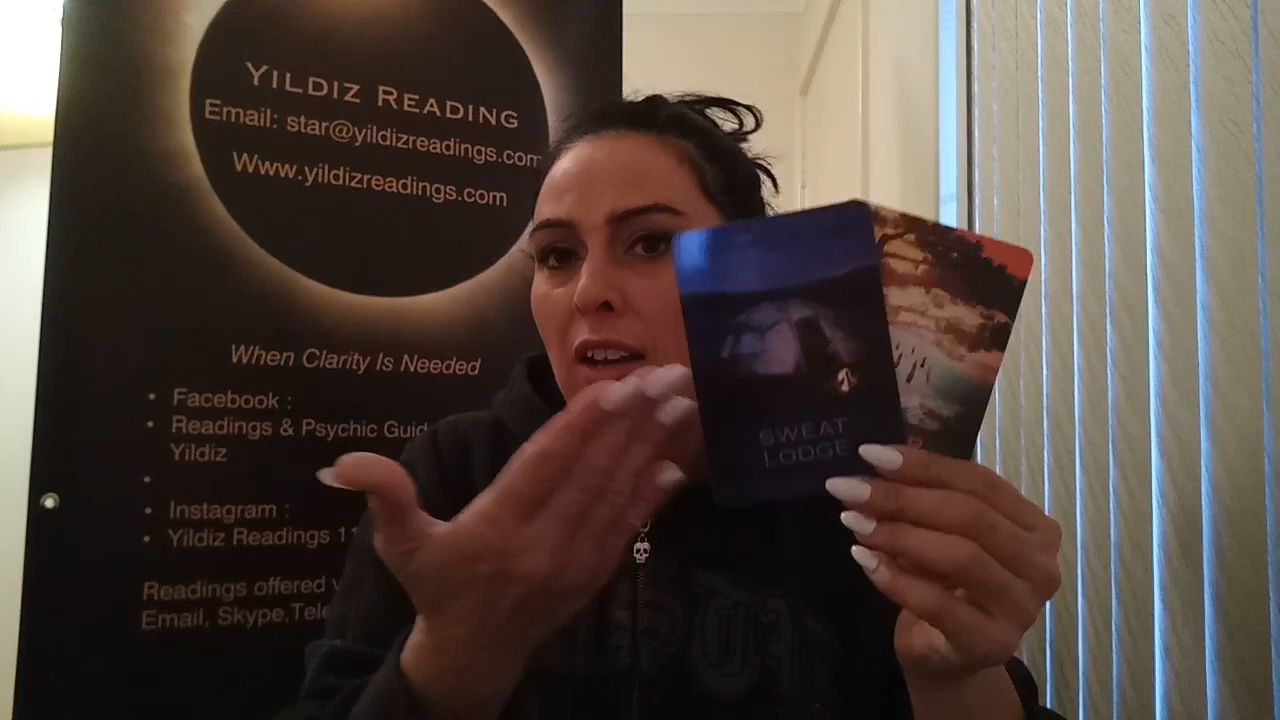 YILDIZ READING
Email: star@yildizreadings.com
Www.yildizreadings.com
When Clarity Is Needed
• Facebook :
• Readings & Psychic Guid
Yildiz
•
• Instagram :
• Yildiz Readings 11
Readings offered v
Email, Skype,Tele
SWEAT
LODGE